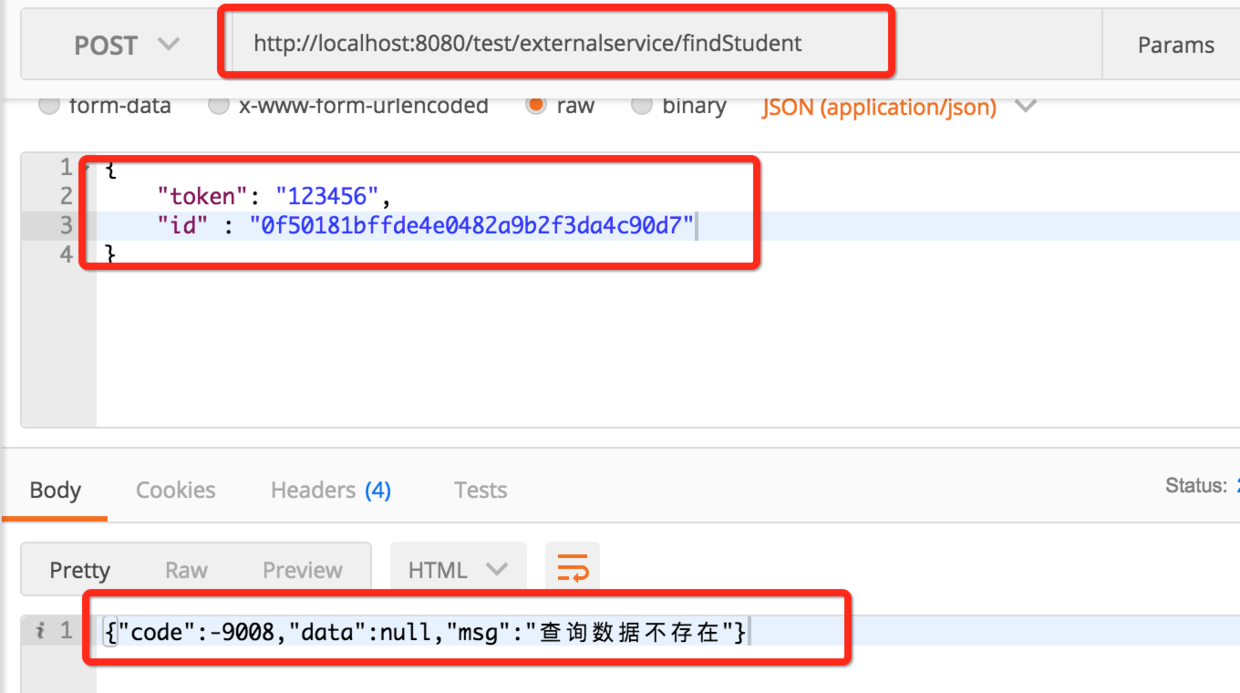 POST http://localhost:8080/test/externalservice/findStudent Params
form-data x-www-form-urlencoded raw binary JSON (application/json)
1 {
2 "token": "123456",
3 "id" : "0f50181bffde4e0482a9b2f3da4c90d7"
4 }
Body Cookies Headers (4) Tests Status:
Pretty Raw Preview HTML
i 1 {"code":-9008,"data":null,"msg":"查询数据不存在"}